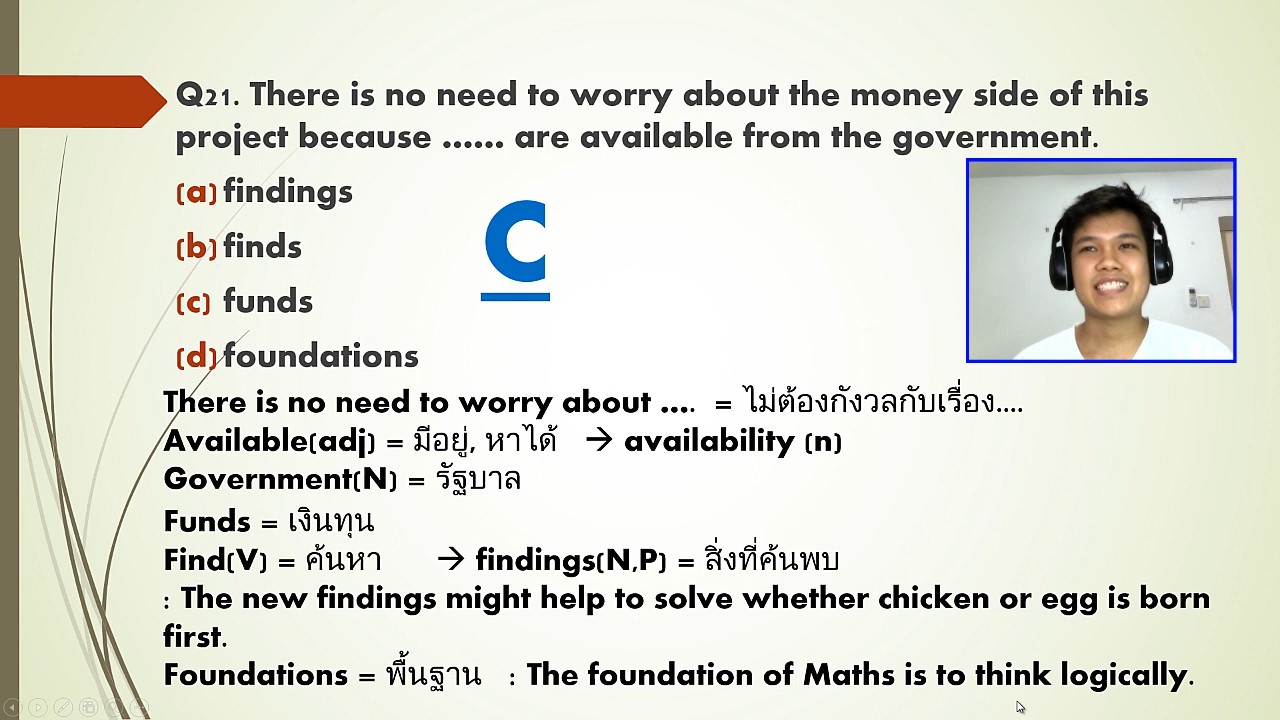 Q21. There is no need to worry about the money side of this
project because ...... are available from the government.
(a) findings
(b) finds
(c) funds
(d) foundations
C
There is no need to worry about .... = ไม่ต้องกังวลกับเรื่อง....
Available(adj) = มีอยู่, หาได้ → availability (n)
Government(N) = รัฐบาล
Funds = เงินทุน
Find(V) = ค้นหา → findings(N,P) = สิ่งที่ค้นพบ
: The new findings might help to solve whether chicken or egg is born
first.
Foundations = พื้นฐาน : The foundation of Maths is to think logically.